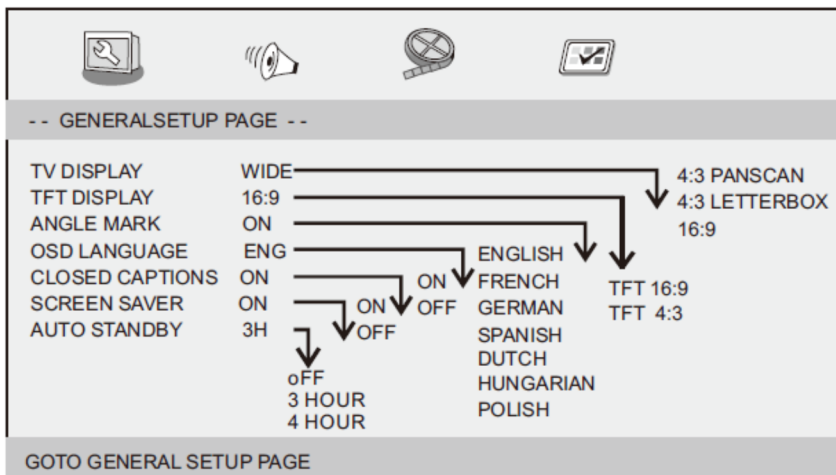 -- GENERALSETUP PAGE --
TV DISPLAY WIDE 4:3 PANSCAN
TFT DISPLAY 16:9 4:3 LETTERBOX
ANGLE MARK ON 16:9
OSD LANGUAGE ENG ENGLISH
CLOSED CAPTIONS ON ON FRENCH TFT 16:9
SCREEN SAVER ON ON OFF GERMAN TFT 4:3
AUTO STANDBY 3H OFF SPANISH
DUTCH
oFF HUNGARIAN
3 HOUR POLISH
4 HOUR
GOTO GENERAL SETUP PAGE